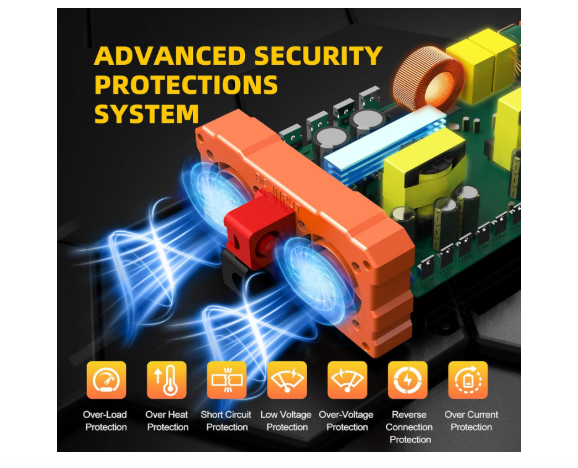 ADVANCED SECURITY
PROTECTIONS
SYSTEM
Over-Load
Protection
Over Heat
Protection
Short Circuit
Protection
Low Voltage
Protection
Over-Voltage
Protection
Reverse
Connection
Protection
Over Current
Protection